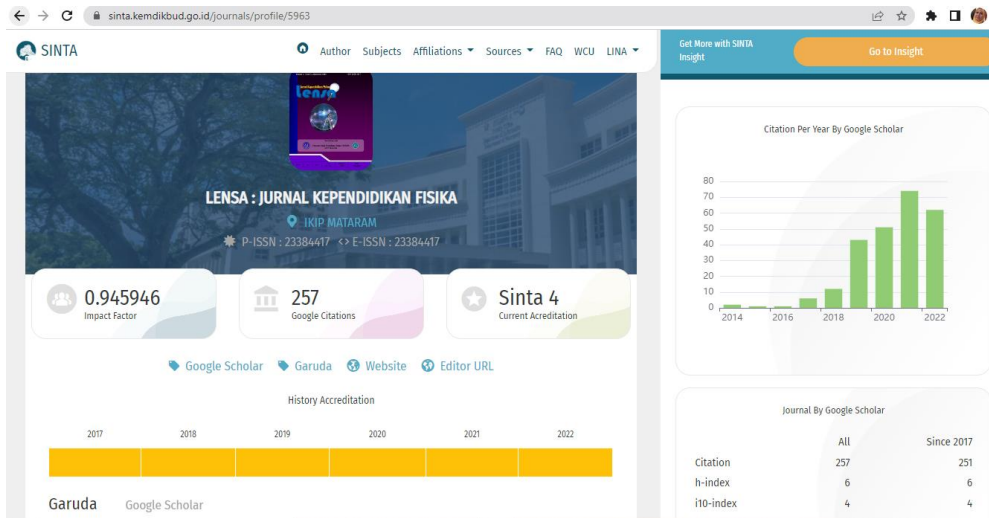 sinta.kemdikbud.go.id/journals/profile/5963
SINTA
Author Subjects Affiliations Sources FAQ WCU LINA
Get More with SINTA
Insight
Go to Insight
Lensa
LENSA : JURNAL KEPENDIDIKAN FISIKA
IKIP MATARAM
P-ISSN : 23384417 <> E-ISSN : 23384417
0.945946
Impact Factor
257
Google Citations
Sinta 4
Current Acreditation
Google Scholar Garuda Website Editor URL
History Accreditation
2017 2018 2019 2020 2021 2022
Garuda Google Scholar
Citation Per Year By Google Scholar
80
70
60
50
40
30
20
10
0
2014 2016 2018 2020 2022
Journal By Google Scholar
All Since 2017
Citation 257 251
h-index 6 6
i10-index 4 4